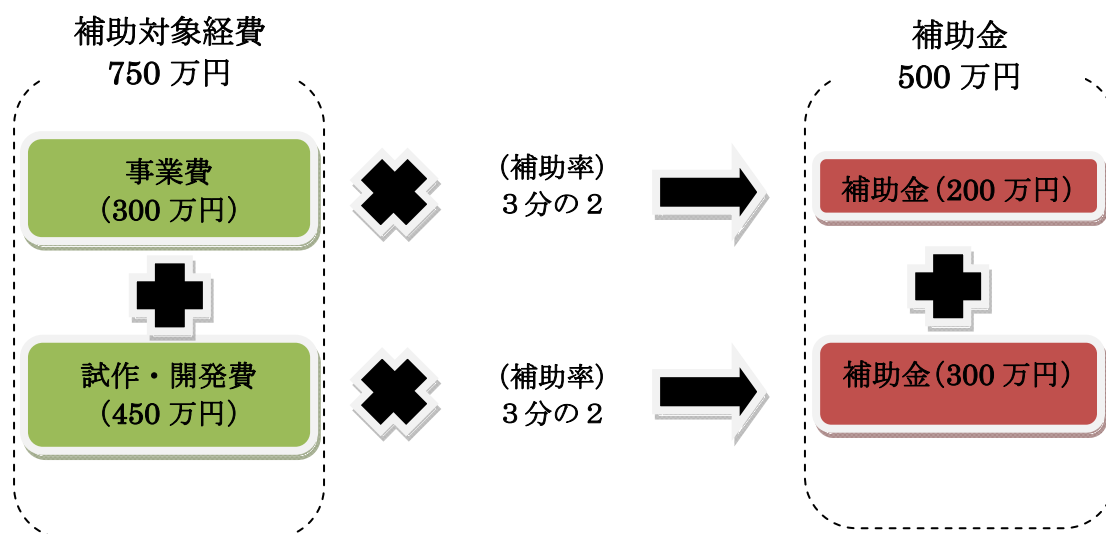 補助対象経費
750 万円
補助金
500 万円
事業費
（300 万円）
（補助率）
３分の２
補助金（200 万円）
試作・開発費
（450 万円）
（補助率）
３分の２
補助金（300 万円）